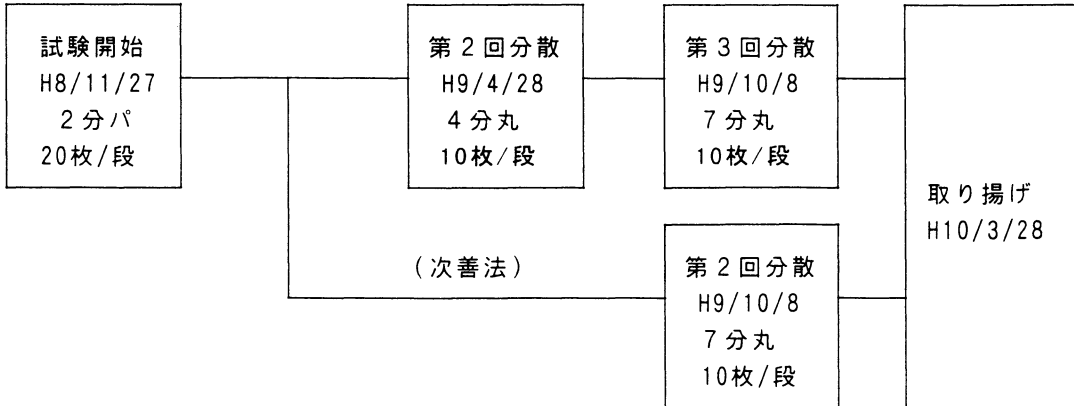 試験開始
H8/11/27
2分パ
20枚/段
第2回分散
H9/4/28
4分丸
10枚/段
第3回分散
H9/10/8
7分丸
10枚/段
(次善法)
第2回分散
H9/10/8
7分丸
10枚/段
取り揚げ
H10/3/28